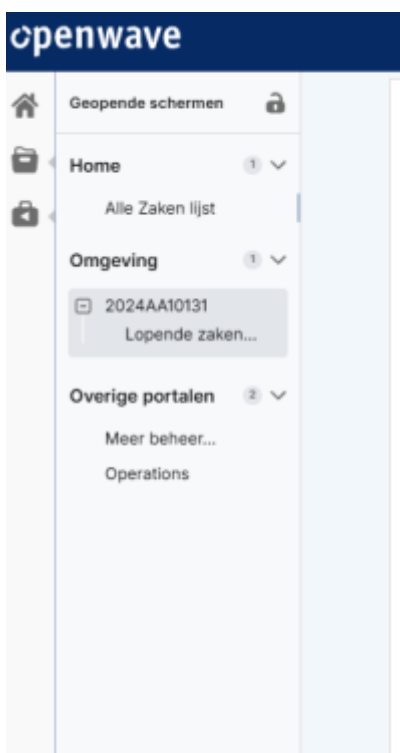 openwave
Geopende schermen
Home 1
Alle Zaken lijst
Omgeving 1
2024AA10131
Lopende zaken...
Overige portalen 2
Meer beheer...
Operations